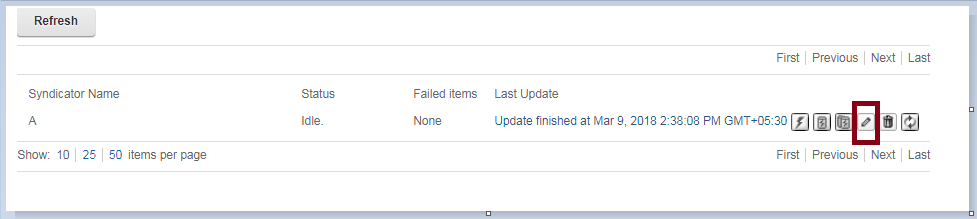 Refresh
First Previous Next Last
Syndicator Name Status Failed items Last Update
A Idle. None Update finished at Mar 9, 2018 2:38:08 PM GMT+05:30
Show: 10 25 50 items per page First Previous Next Last